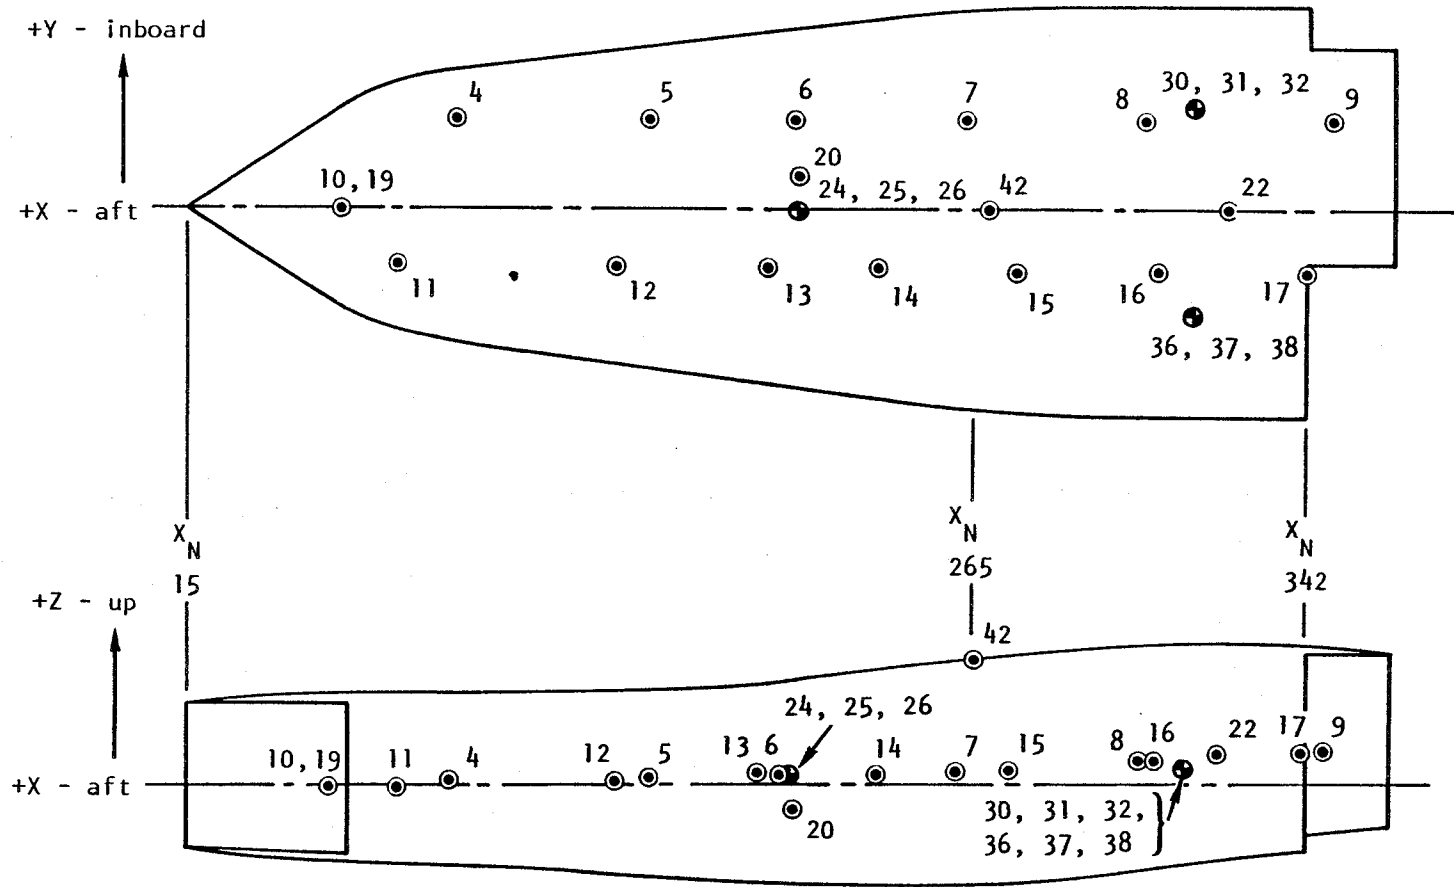 +Y - inboard
4
5
6
7
8
30, 31, 32
9
10, 19
20
24, 25, 26
42
22
+X - aft
11
12
13
14
15
16
17
36, 37, 38
X_N
15
X_N
265
X_N
342
+Z - up
42
24, 25, 26
10, 19
11
4
12
5
13
6
14
7
15
8
16
22
17
9
+X - aft
20
30, 31, 32,
36, 37, 38